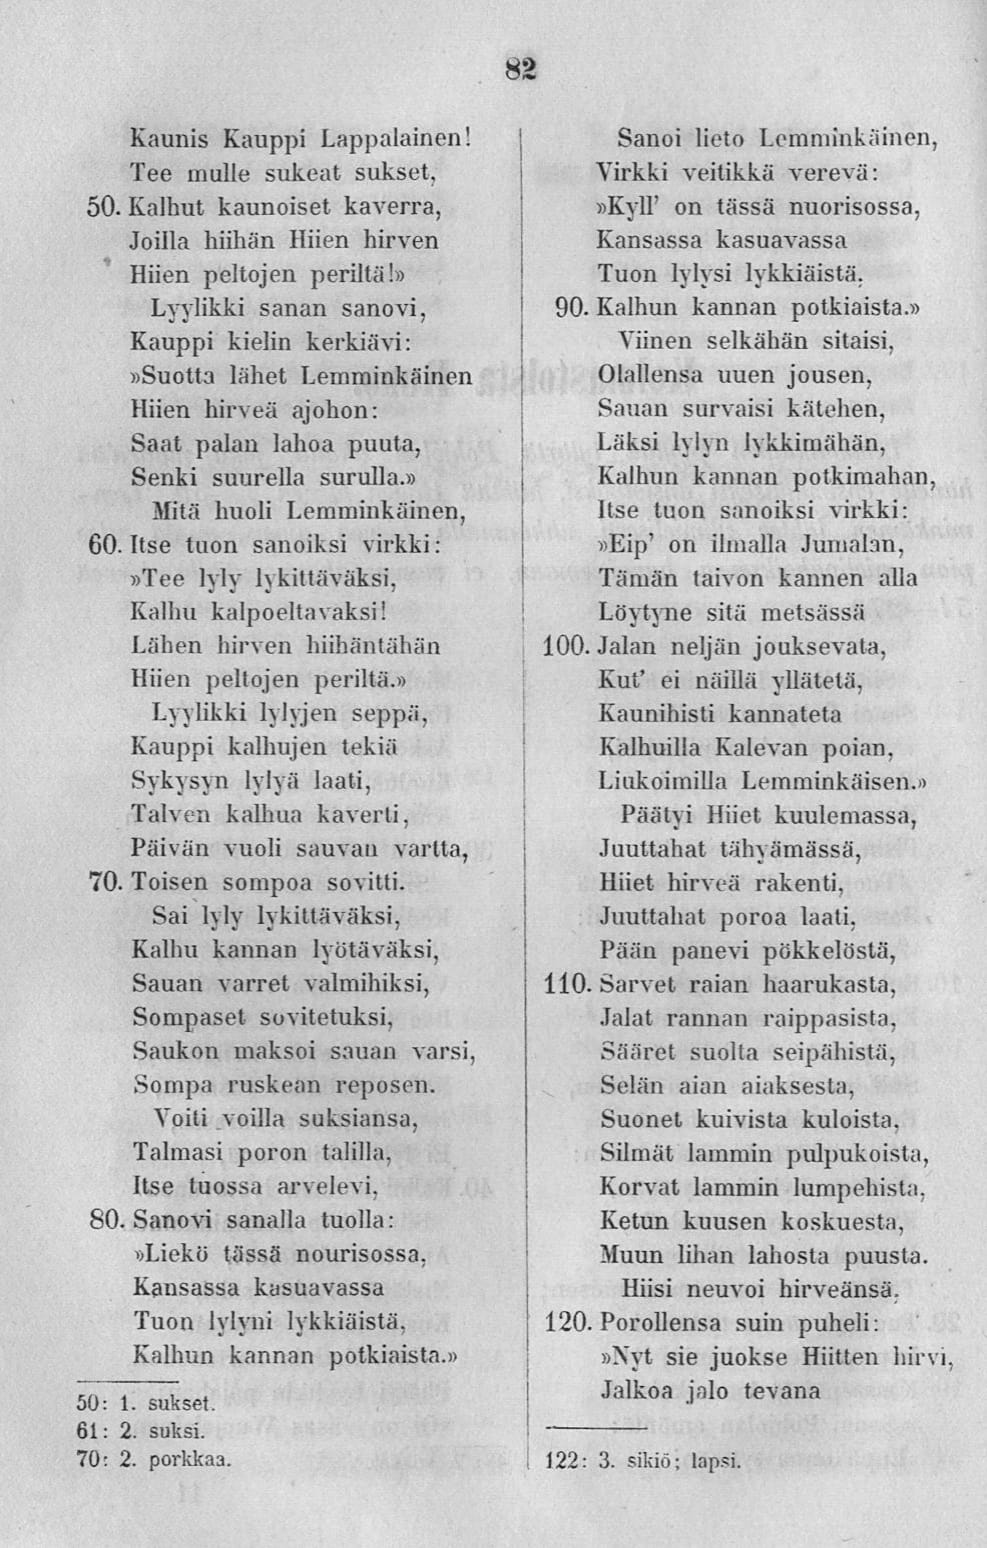 82
Kaunis Kauppi Lappalainen!
Tee mulle sukeat sukset,
50. Kalhut kaunoiset kaverra,
Joilla hiihän Hiien hirven
Hiien peltojen periltä!»
Lyylikki sanan sanovi,
Kauppi kielin kerkiävi:
»Suotta lähet Lemminkäinen
Hiien hirveä ajohon:
Saat palan lahoa puuta,
Senki suurella surulla.»
Mitä huoli Lemminkäinen,
60. Itse tuon sanoiksi virkki:
»Tee lyly lykittäväksi,
Kalhu kalpoeltavaksi!
Lähen hirven hiihäntähän
Hiien peltojen periltä.»
Lyylikki lylyjen seppä,
Kauppi kalhujen tekiä
Sykysyn lylyä laati,
Talven kalhua kaverti,
Päivän vuoli sauvan vartta,
70. Toisen sompoa sovitti.
Sai lyly lykittäväksi,
Kalhu kannan lyötäväksi,
Sauan varret valmihiksi,
Sompaset sovitetuksi,
Saukon maksoi sauan varsi,
Sompa ruskean reposen.
Voiti voilla suksiansa,
Talmasi poron talilla,
Itse tuossa arvelevi,
80. Sanovi sanalla tuolla:
»Liekö tässä nourisossa,
Kansassa kasuavassa
Tuon lylyni lykkiäistä,
Kalhun kannan potkiaista.»
50: 1. sukset.
61: 2. suksi.
70: 2. porkkaa.
Sanoi lieto Lemminkäinen,
Virkki veitikkä verevä:
»Kyll' on tässä nuorisossa,
Kansassa kasuavassa
Tuon lylysi lykkiäistä,
90. Kalhun kannan potkiaista.»
Viinen selkähän sitaisi,
Olallensa uuen jousen,
Sauan survaisi kätehen,
Läksi lylyn lykkimähän,
Kalhun kannan potkimahan,
Itse tuon sanoiksi virkki:
»Eip' on ilmalla Jumalan,
Tämän taivon kannen alla
Löytyne sitä metsässä
100. Jalan neljän jouksevata,
Kut' ei näillä yllätetä,
Kaunihisti kannateta
Kalhuilla Kalevan poian,
Liukoimilla Lemminkäisen.»
Päätyi Hiiet kuulemassa,
Juuttahat tähyämässä,
Hiiet hirveä rakenti,
Juuttahat poroa laati,
Pään panevi pökkelöstä,
110. Sarvet raian haarukasta,
Jalat rannan raippasista,
Sääret suolta seipähistä,
Selän aian aiaksesta,
Suonet kuivista kuloista,
Silmät lammin pulpukoista,
Korvat lammin lumpehista,
Ketun kuusen koskuesta,
Muun lihan lahosta puusta.
Hiisi neuvoi hirveänsä,
120. Porollensa suin puheli:
»Nyt sie juokse Hiitten hirvi,
Jalkoa jalo tevana
122: 3. sikiö; lapsi.